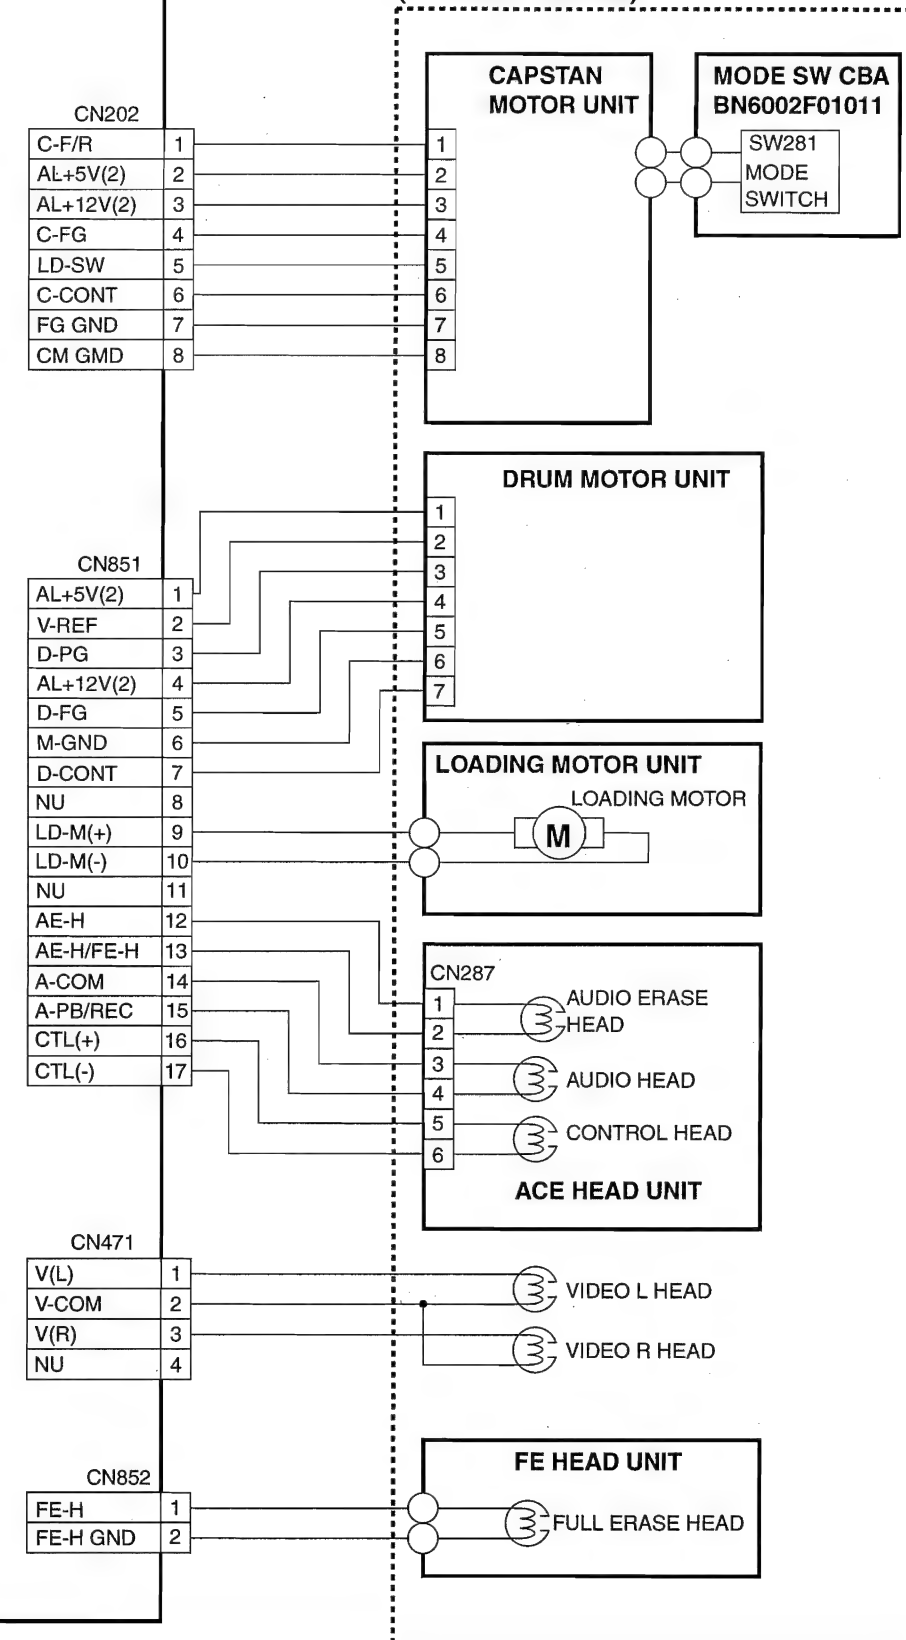 CAPSTAN
MOTOR UNIT
MODE SW CBA
BN6002F01011
SW281
MODE
SWITCH
CN202
C-F/R 1 1
AL+5V(2) 2 2
AL+12V(2) 3 3
C-FG 4 4
LD-SW 5 5
C-CONT 6 6
FG GND 7 7
CM GMD 8 8
DRUM MOTOR UNIT
1
2
3
4
5
6
7
CN851
AL+5V(2) 1
V-REF 2
D-PG 3
AL+12V(2) 4
D-FG 5
M-GND 6
D-CONT 7
NU 8
LD-M(+) 9
LD-M(-) 10
NU 11
AE-H 12
AE-H/FE-H 13
A-COM 14
A-PB/REC 15
CTL(+) 16
CTL(-) 17
LOADING MOTOR UNIT
LOADING MOTOR
M
CN287
1
2
3
4
5
6
AUDIO ERASE
HEAD
AUDIO HEAD
CONTROL HEAD
ACE HEAD UNIT
CN471
V(L) 1
V-COM 2
V(R) 3
NU 4
VIDEO L HEAD
VIDEO R HEAD
CN852
FE-H 1
FE-H GND 2
FE HEAD UNIT
FULL ERASE HEAD